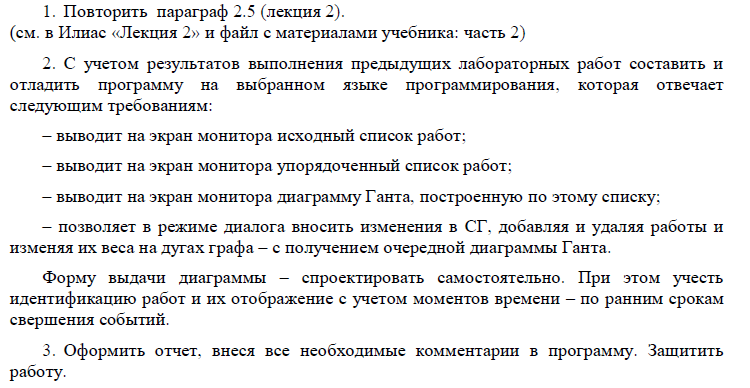 1. Повторить параграф 2.5 (лекция 2).
(см. в Илиас «Лекция 2» и файл с материалами учебника: часть 2)
2. С учетом результатов выполнения предыдущих лабораторных работ составить и
отладить программу на выбранном языке программирования, которая отвечает
следующим требованиям:
– выводит на экран монитора исходный список работ;
– выводит на экран монитора упорядоченный список работ;
– выводит на экран монитора диаграмму Ганта, построенную по этому списку;
– позволяет в режиме диалога вносить изменения в СГ, добавляя и удаляя работы и
изменяя их веса на дугах графа – с получением очередной диаграммы Ганта.
Форму выдачи диаграммы – спроектировать самостоятельно. При этом учесть
идентификацию работ и их отображение с учетом моментов времени – по ранним срокам
свершения событий.
3. Оформить отчет, внеся все необходимые комментарии в программу. Защитить
работу.